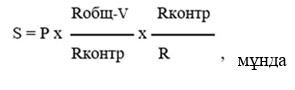 S = P x Rобщ-V / Rконтр x Rконтр / R , мұнда